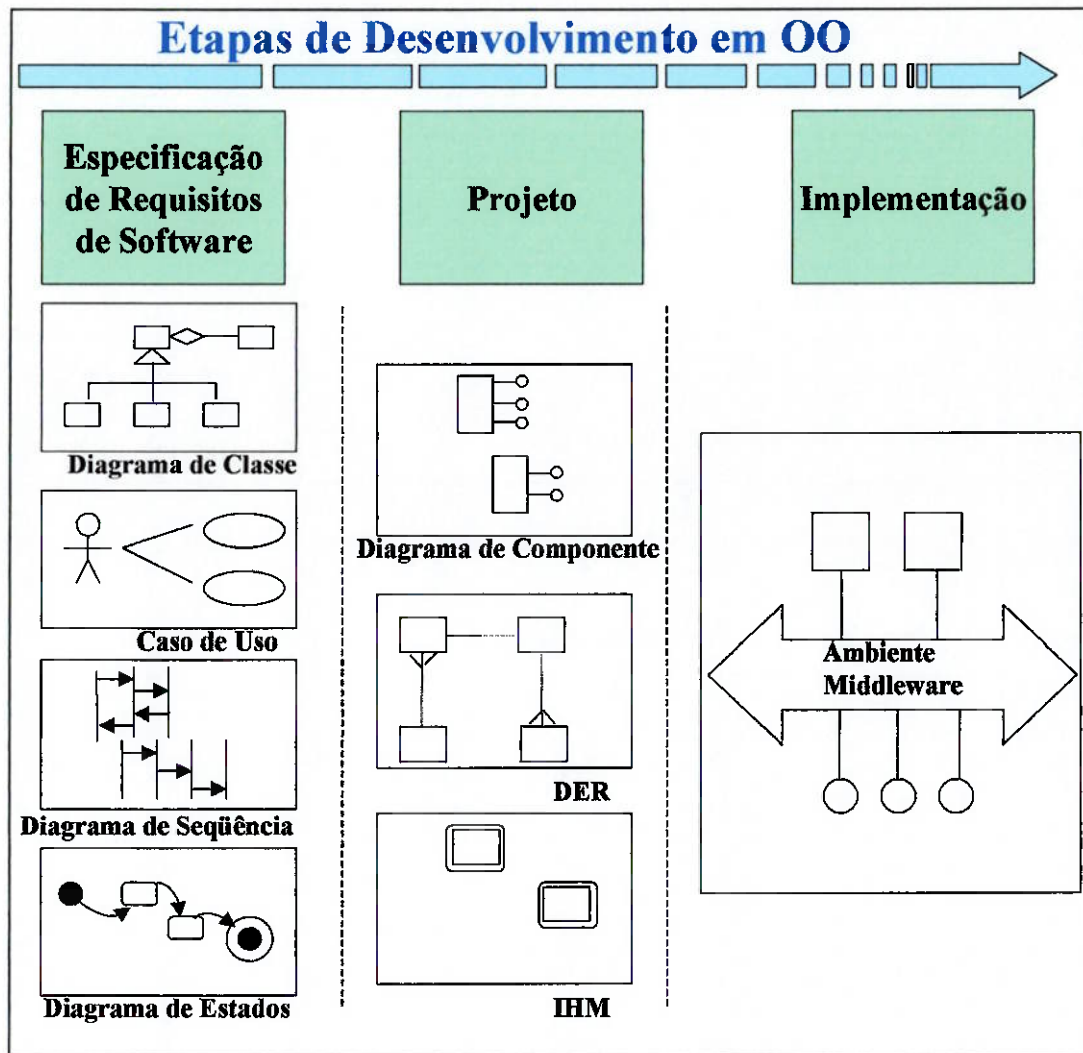 Etapas de Desenvolvimento em OO
Especificação
de Requisitos
de Software
Projeto
Implementação
Diagrama de Classe
Caso de Uso
Diagrama de Seqüência
Diagrama de Estados
Diagrama de Componente
DER
IHM
Ambiente
Middleware